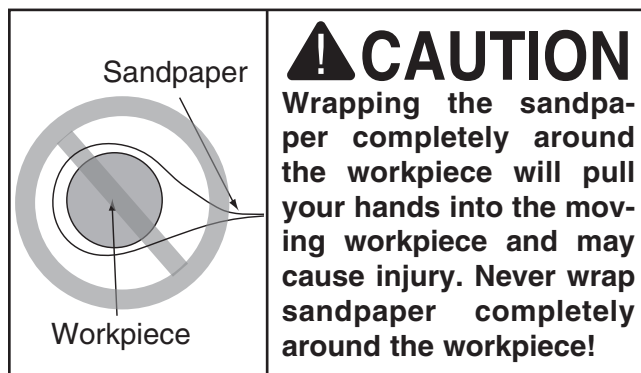 Sandpaper
Workpiece
CAUTION
Wrapping the sandpa-
per completely around
the workpiece will pull
your hands into the mov-
ing workpiece and may
cause injury. Never wrap
sandpaper completely
around the workpiece!